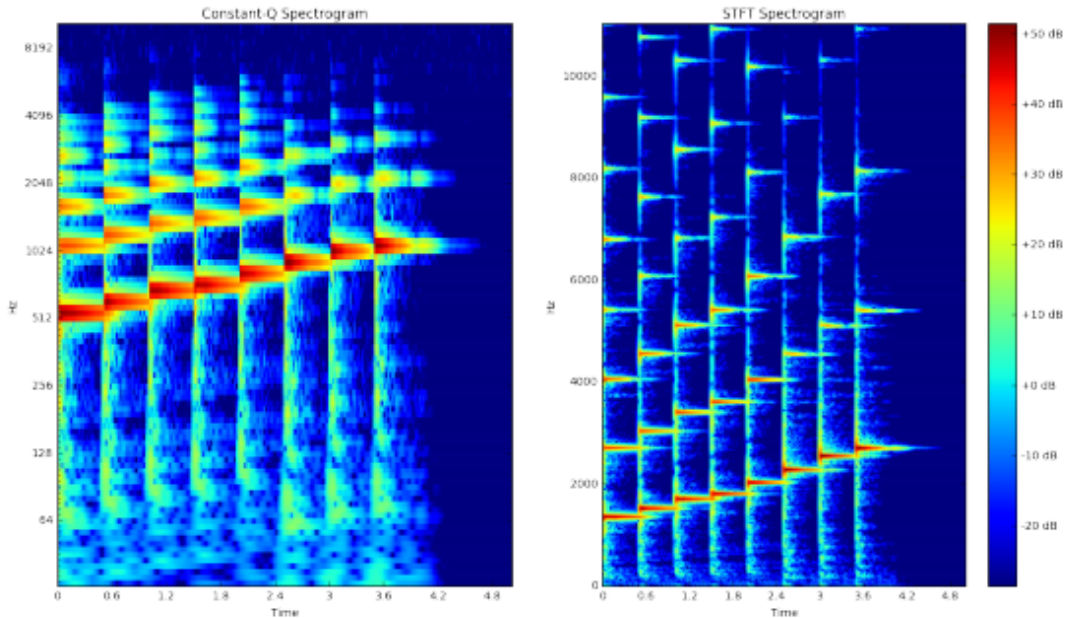 Constant-Q Spectrogram
8192
4096
2048
1024
512
256
128
64
Hz
0 0.6 1.2 1.8 2.4 3 3.6 4.2 4.8
Time
STFT Spectrogram
10000
8000
6000
4000
2000
0
Hz
0 0.6 1.2 1.8 2.4 3 3.6 4.2 4.8
Time
+50 dB
+40 dB
+30 dB
+20 dB
+10 dB
+0 dB
-10 dB
-20 dB